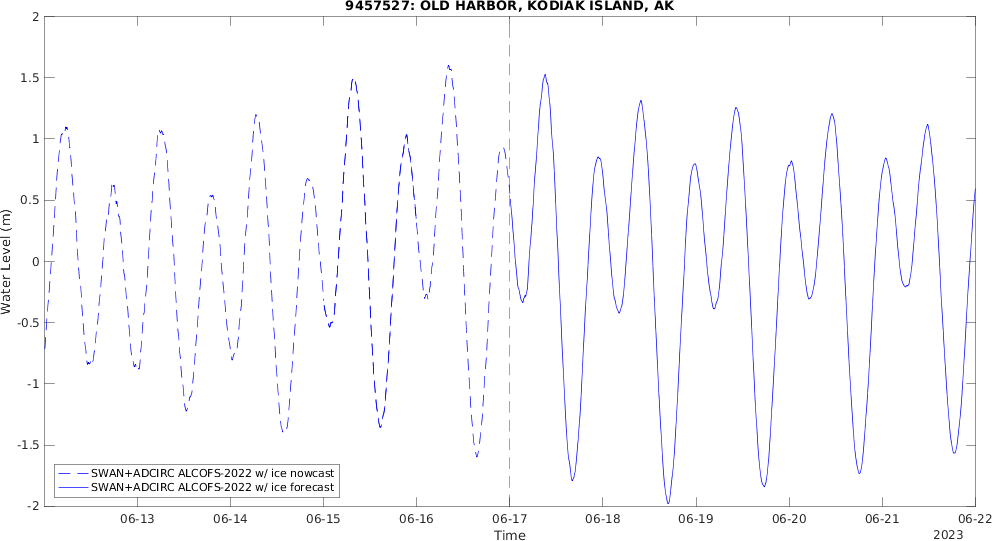 9457527: OLD HARBOR, KODIAK ISLAND, AK
2
1.5
1
0.5
0
-0.5
-1
-1.5
-2
Water Level (m)
SWAN+ADCIRC ALCOFS-2022 w/ ice nowcast
SWAN+ADCIRC ALCOFS-2022 w/ ice forecast
06-13 06-14 06-15 06-16 06-17 06-18 06-19 06-20 06-21 06-22
Time
2023